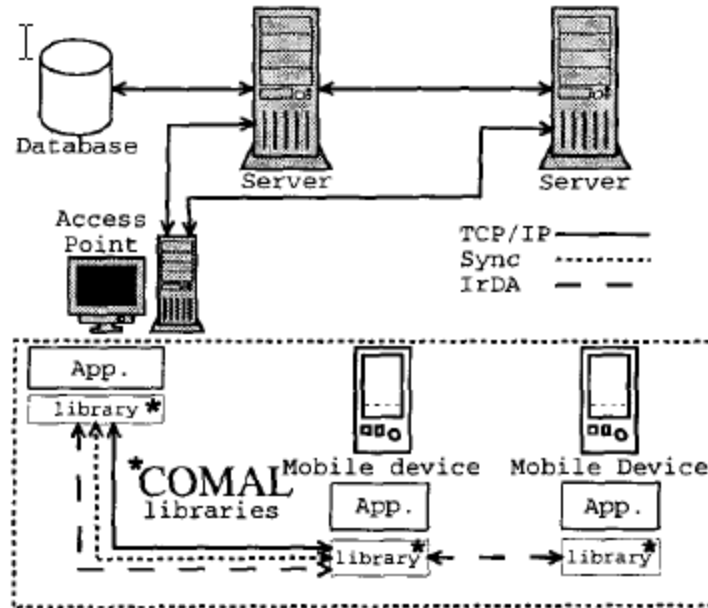 Database
Server
Server
Access
Point
TCP/IP
Sync
IrDA
App.
library*
*COMAL
libraries
Mobile device
Mobile Device
App.
App.
library*
library*